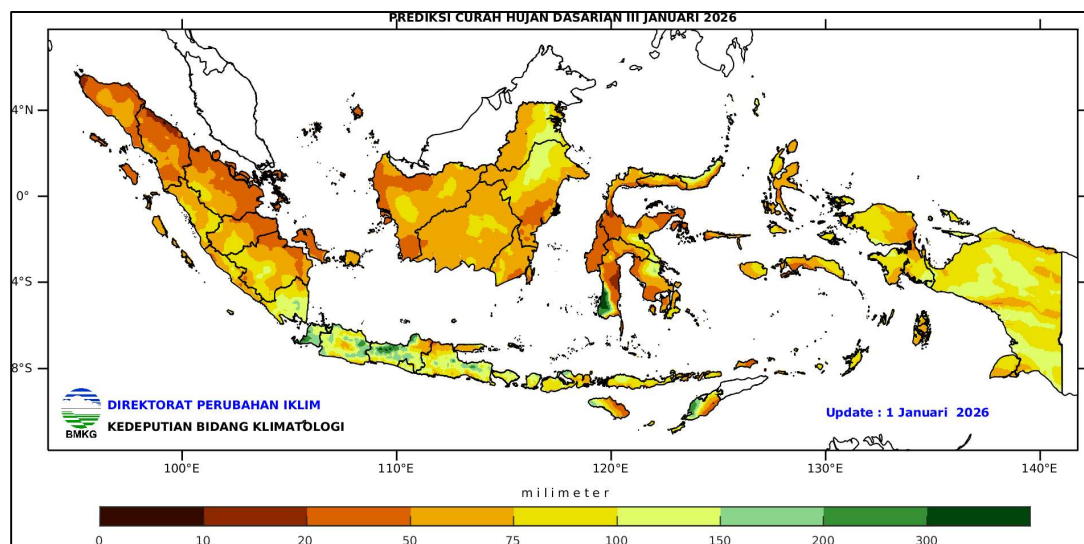 PREDIKSI CURAH HUJAN DASARIAN III JANUARI 2026
4°N
0°
4°S
8°S
DIREKTORAT PERUBAHAN IKLIM
KEDEPUTIAN BIDANG KLIMATOLOGI
BMKG
Update : 1 Januari 2026
100°E 110°E 120°E 130°E 140°E
milimeter
0 10 20 50 75 100 150 200 300